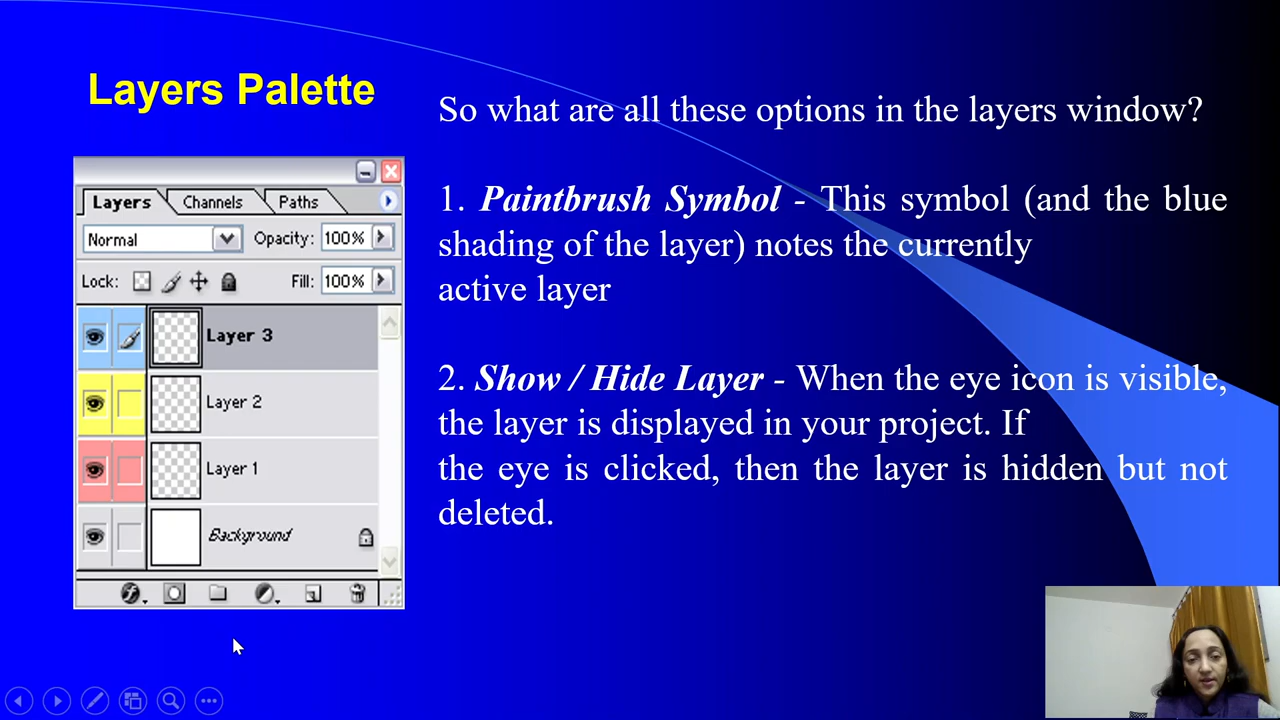 Layers Palette
Layers Channels Paths
Normal Opacity: 100%
Lock: Fill: 100%
Layer 3
Layer 2
Layer 1
Background
So what are all these options in the layers window?
1. Paintbrush Symbol - This symbol (and the blue
shading of the layer) notes the currently
active layer
2. Show / Hide Layer - When the eye icon is visible,
the layer is displayed in your project. If
the eye is clicked, then the layer is hidden but not
deleted.